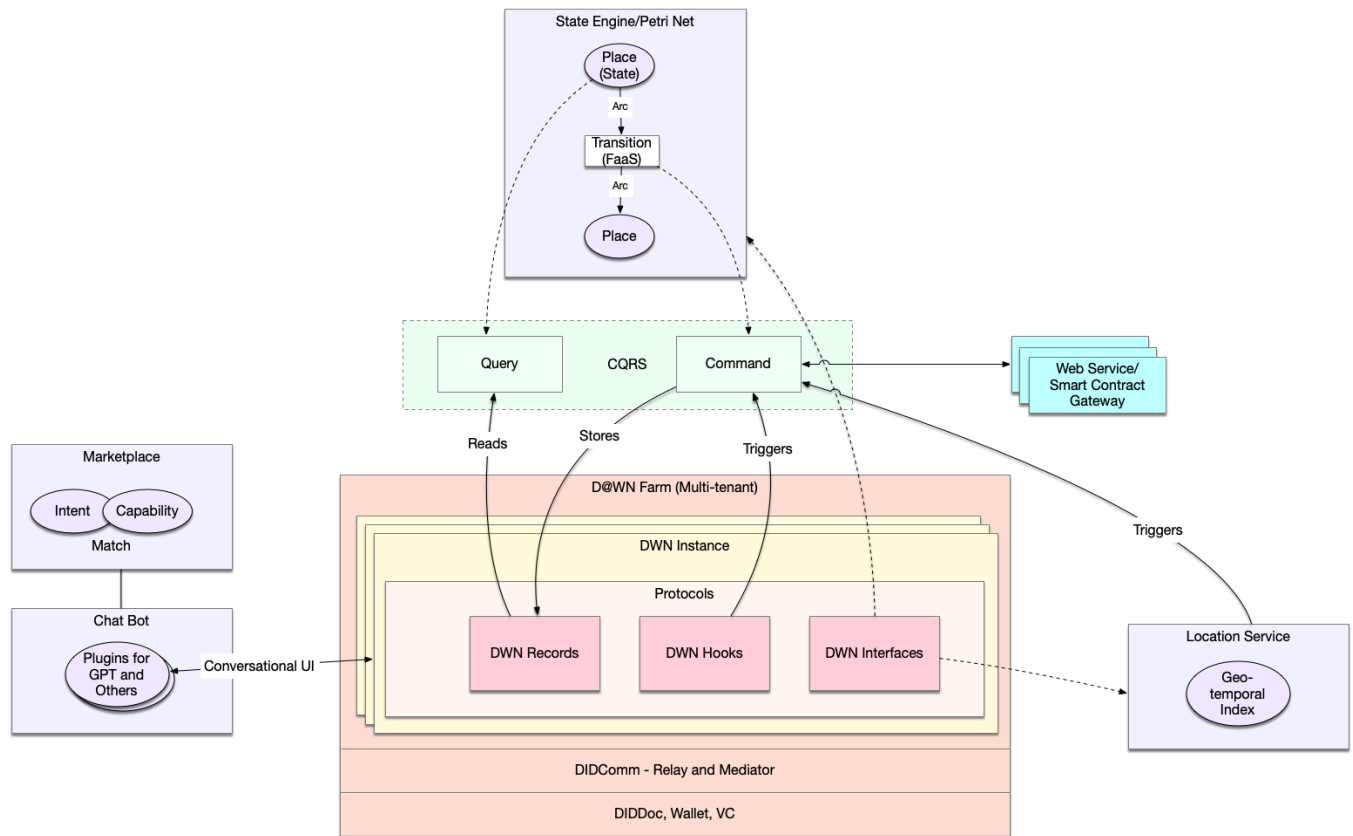 State Engine/Petri Net
Place
(State)
Arc
Transition
(FaaS)
Arc
Place
Query
CQRS
Command
Web Service/
Smart Contract
Gateway
Reads
Stores
Triggers
Triggers
Marketplace
Intent
Capability
Match
Chat Bot
Plugins for
GPT and
Others
Conversational UI
D@WN Farm (Multi-tenant)
DWN Instance
Protocols
DWN Records
DWN Hooks
DWN Interfaces
Location Service
Geo-
temporal
Index
DIDComm - Relay and Mediator
DIDDoc, Wallet, VC